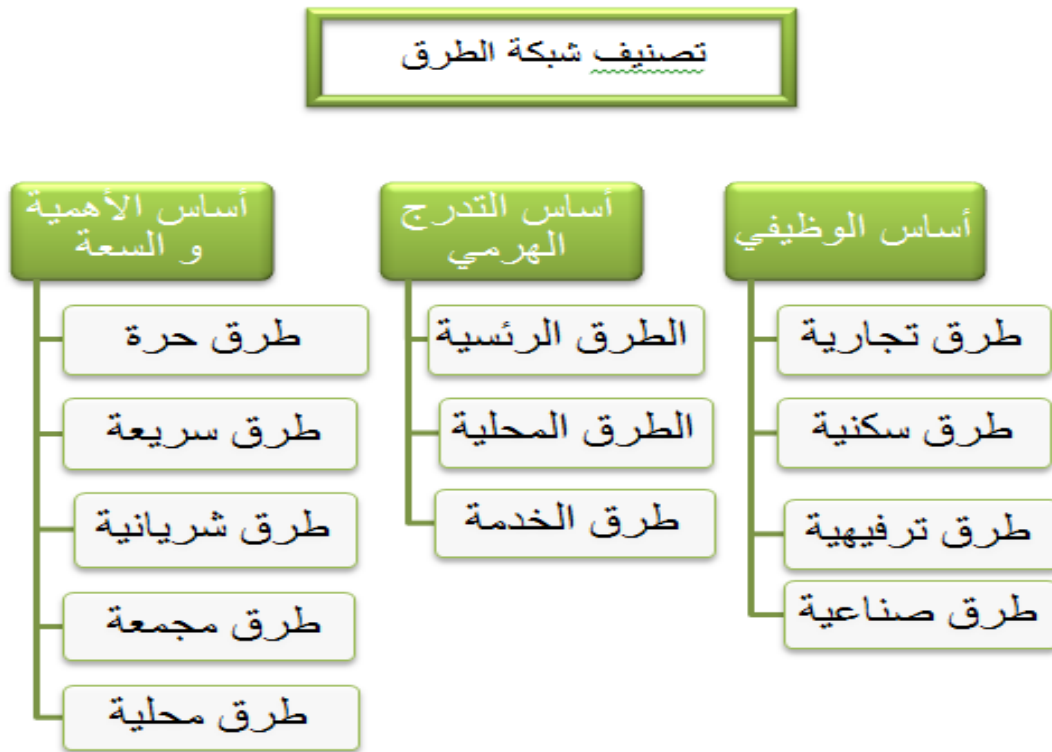 تصنيف شبكة الطرق
أساس الوظيفي
طرق تجارية
طرق سكنية
طرق ترفيهية
طرق صناعية
أساس التدرج
الهرمي
الطرق الرئسية
الطرق المحلية
طرق الخدمة
أساس الأهمية
و السعة
طرق حرة
طرق سريعة
طرق شريانية
طرق مجمعة
طرق محلية